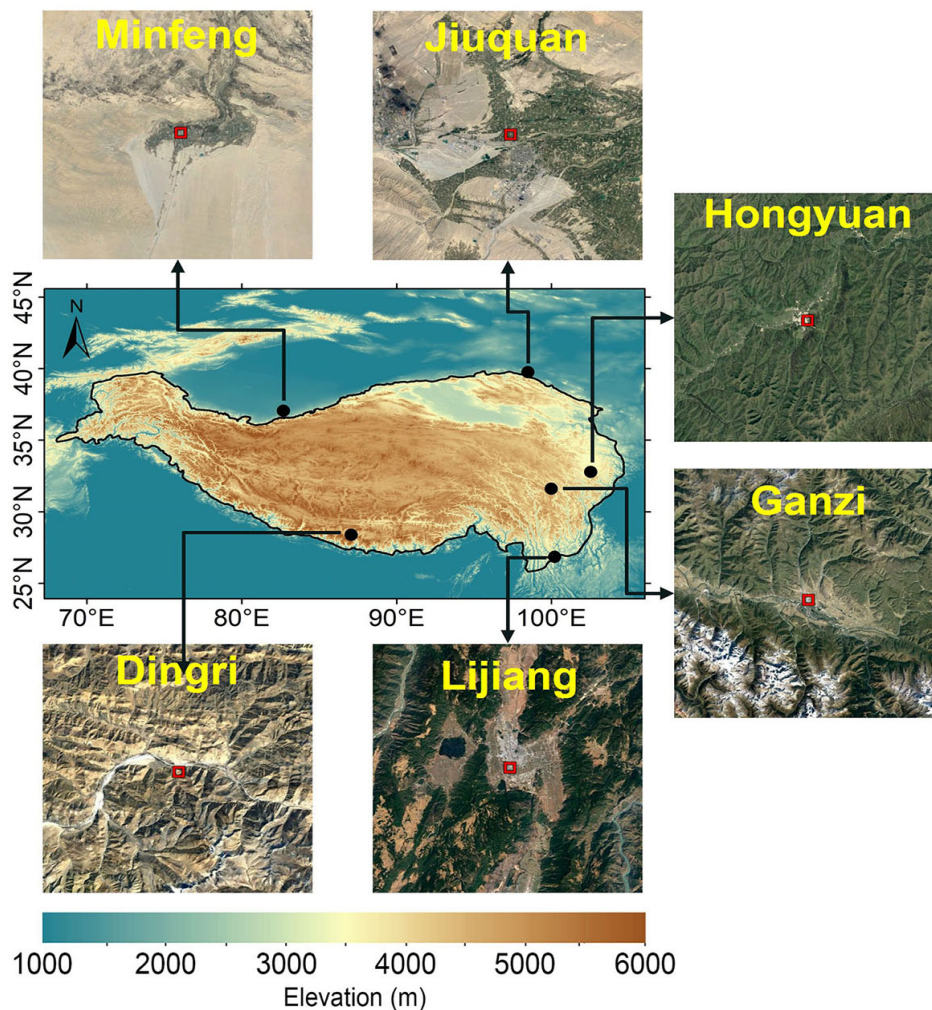 Minfeng
Jiuquan
Hongyuan
N
45°N
40°N
35°N
30°N
25°N
70°E
80°E
90°E
100°E
Ganzi
Dingri
Lijiang
1000
2000
3000
4000
5000
6000
Elevation (m)